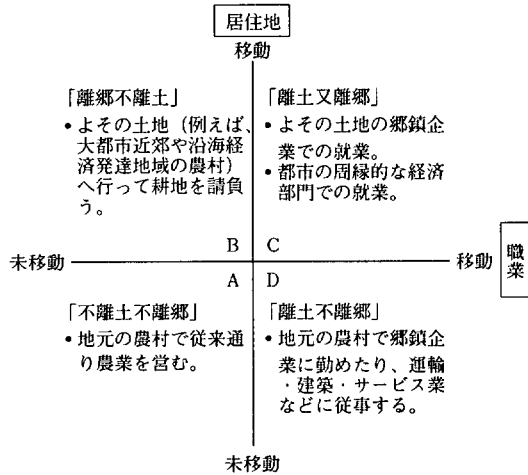 居住地
移動
「離郷不離土」
•よその土地（例えば、
大都市近郊や沿海経
済発達地域の農村）
へ行って耕地を請負
う。
「離土又離郷」
•よその土地の郷鎮企
業での就業。
•都市の周縁的な経済
部門での就業。
B C
未移動
移動
職業
A D
「不離土不離郷」
•地元の農村で従来通
り農業を営む。
「離土不離郷」
•地元の農村で郷鎮企
業に勤めたり、運輸
・建築・サービス業
などに従事する。
未移動